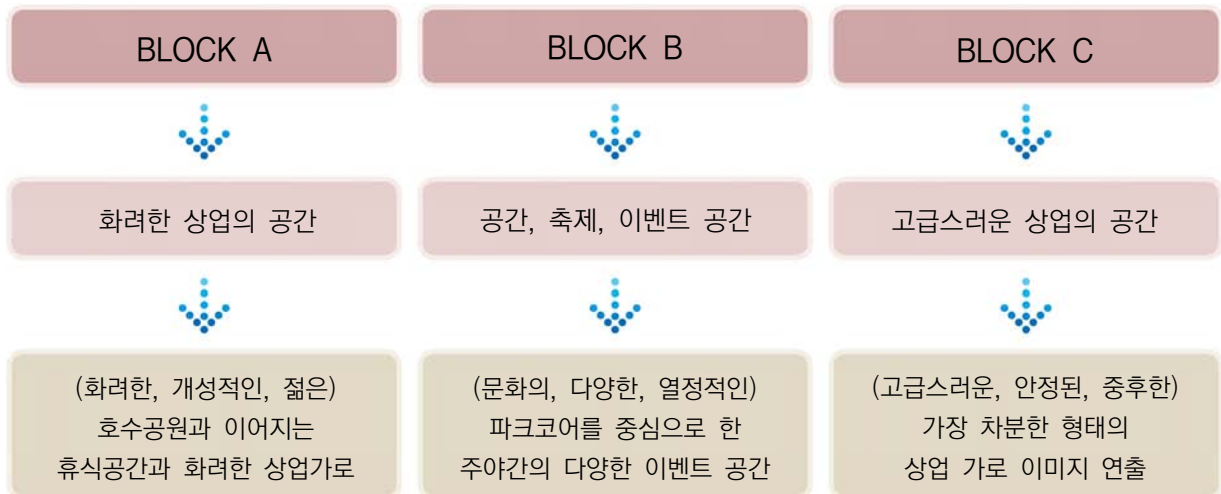 BLOCK A
BLOCK B
BLOCK C
화려한 상업의 공간
공간, 축제, 이벤트 공간
고급스러운 상업의 공간
(화려한, 개성적인, 젊은)
호수공원과 이어지는
휴식공간과 화려한 상업가로
(문화의, 다양한, 열정적인)
파크코어를 중심으로 한
주야간의 다양한 이벤트 공간
(고급스러운, 안정된, 중후한)
가장 차분한 형태의
상업 가로 이미지 연출